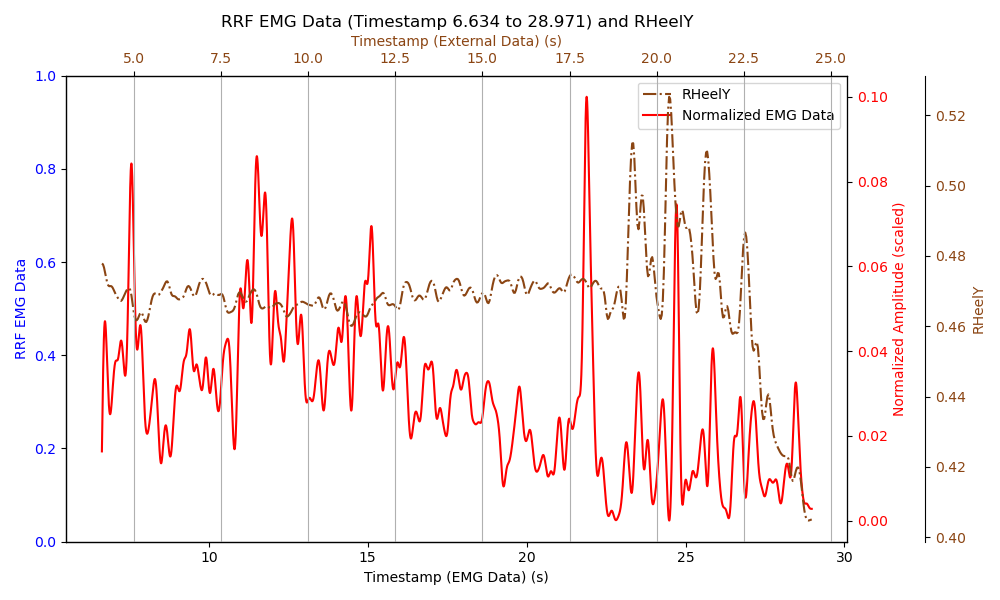 RRF EMG Data (Timestamp 6.634 to 28.971) and RHeelY
Timestamp (External Data) (s)
5.0 7.5 10.0 12.5 15.0 17.5 20.0 22.5 25.0
RHeelY
Normalized EMG Data
RRF EMG Data
1.0
0.8
0.6
0.4
0.2
0.0
Normalized Amplitude (scaled)
0.10
0.08
0.06
0.04
0.02
0.00
RHeelY
0.52
0.50
0.48
0.46
0.44
0.42
0.40
10 15 20 25 30
Timestamp (EMG Data) (s)